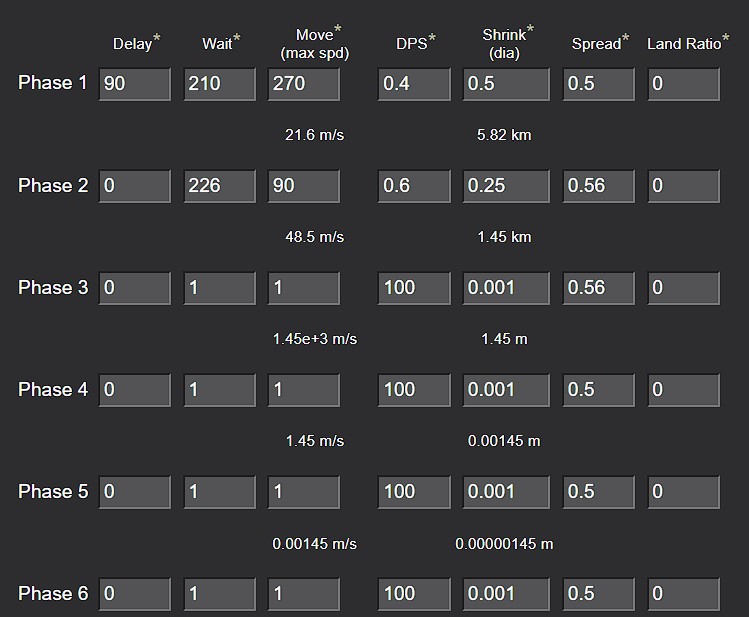 Delay* Wait* Move* (max spd) DPS* Shrink* (dia) Spread* Land Ratio*
Phase 1 90 210 270 0.4 0.5 0.5 0
21.6 m/s 5.82 km
Phase 2 0 226 90 0.6 0.25 0.56 0
48.5 m/s 1.45 km
Phase 3 0 1 1 100 0.001 0.56 0
1.45e+3 m/s 1.45 m
Phase 4 0 1 1 100 0.001 0.5 0
1.45 m/s 0.00145 m
Phase 5 0 1 1 100 0.001 0.5 0
0.00145 m/s 0.00000145 m
Phase 6 0 1 1 100 0.001 0.5 0